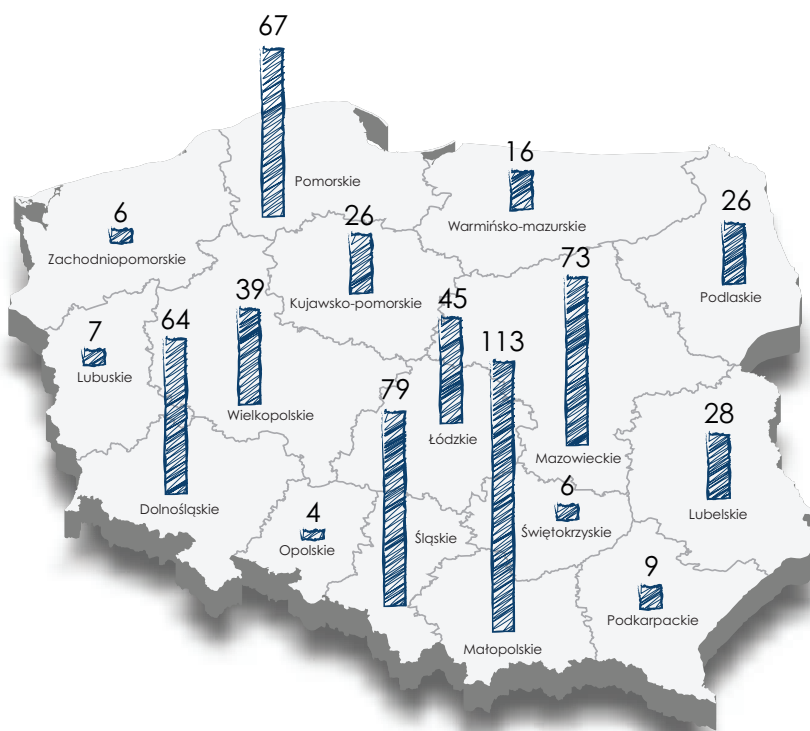 67
Pomorskie
16
Warmińsko-mazurskie
6
Zachodniopomorskie
26
Kujawsko-pomorskie
26
Podlaskie
73
Mazowieckie
39
Wielkopolskie
45
Łódzkie
7
Lubuskie
64
Dolnośląskie
113
Małopolskie
79
Śląskie
28
Lubelskie
6
Świętokrzyskie
4
Opolskie
9
Podkarpackie